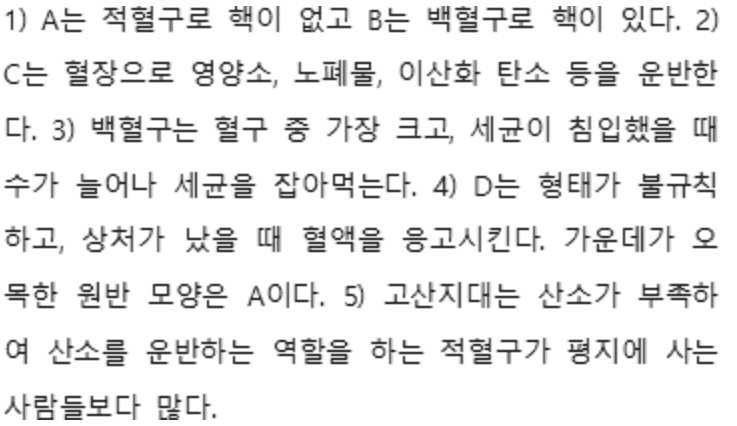 1) A는 적혈구로 핵이 없고 B는 백혈구로 핵이 있다. 2)
C는 혈장으로 영양소, 노폐물, 이산화 탄소 등을 운반한
다. 3) 백혈구는 혈구 중 가장 크고, 세균이 침입했을 때
수가 늘어나 세균을 잡아먹는다. 4) D는 형태가 불규칙
하고, 상처가 났을 때 혈액을 응고시킨다. 가운데가 오
목한 원반 모양은 A이다. 5) 고산지대는 산소가 부족하
여 산소를 운반하는 역할을 하는 적혈구가 평지에 사는
사람들보다 많다.